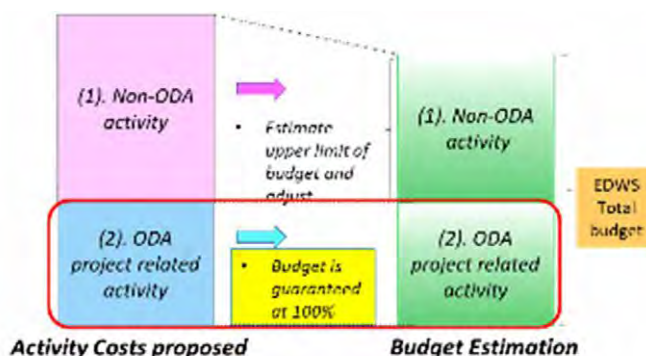 (1). Non-ODA
activity
• Estimate
upper limit of
budget and
adjust
(2). ODA
project related
activity
• Budget is
guaranteed
at 100%
(1). Non-ODA
activity
(2). ODA
project related
activity
EDWS
Total
budget
Activity Costs proposed
Budget Estimation